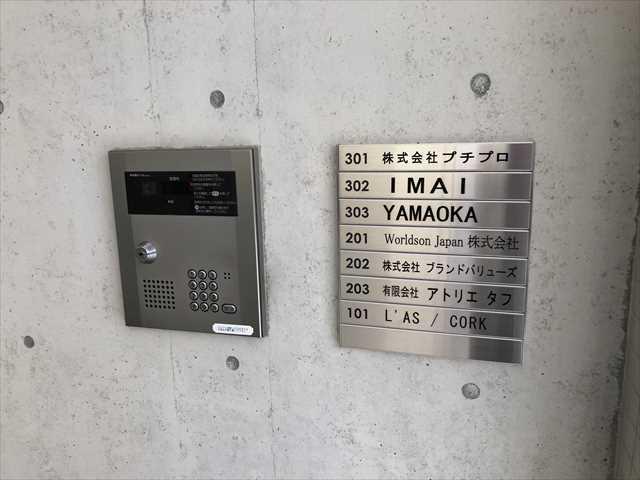 301 株式会社 プチプロ
302 IMAI
303 YAMAOKA
201 Worldson Japan 株式会社
202 株式会社 ブランドバリューズ
203 有限会社 アトリエ タフ
101 L'AS / CORK